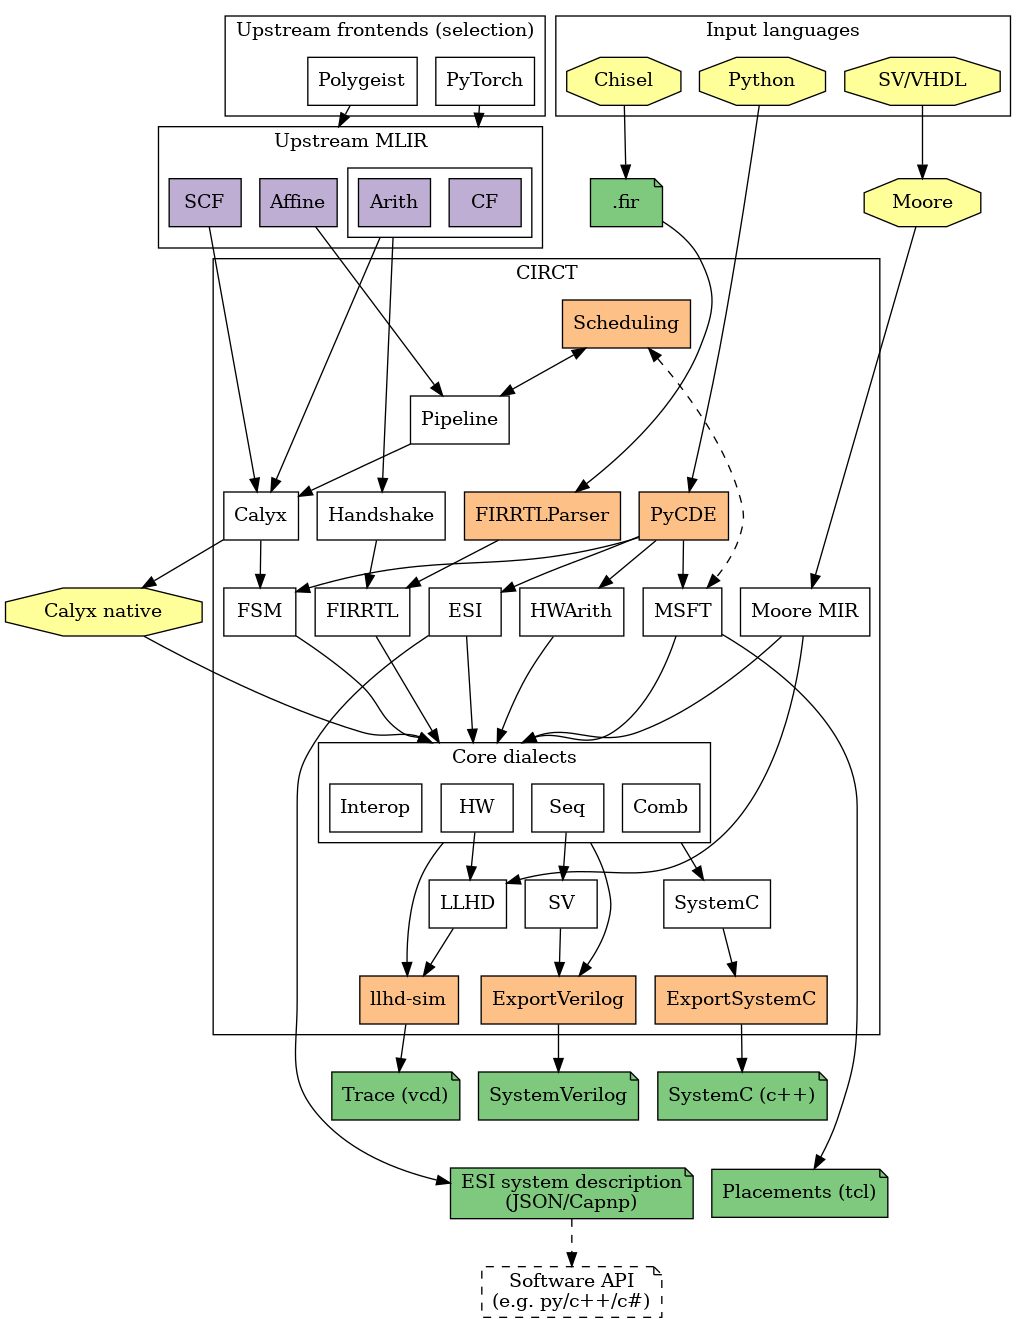 Upstream frontends (selection)
Input languages
Polygeist
PyTorch
Chisel
Python
SV/VHDL
Upstream MLIR
SCF
Affine
Arith
CF
.fir
Moore
CIRCT
Scheduling
Pipeline
Calyx
Handshake
FIRRTLParser
PyCDE
Calyx native
FSM
FIRRTL
ESI
HWArith
MSFT
Moore MIR
Core dialects
Interop
HW
Seq
Comb
LLHD
SV
SystemC
llhd-sim
ExportVerilog
ExportSystemC
Trace (vcd)
SystemVerilog
SystemC (c++)
ESI system description
(JSON/Capnp)
Placements (tcl)
Software API
(e.g. py/c++/c#)